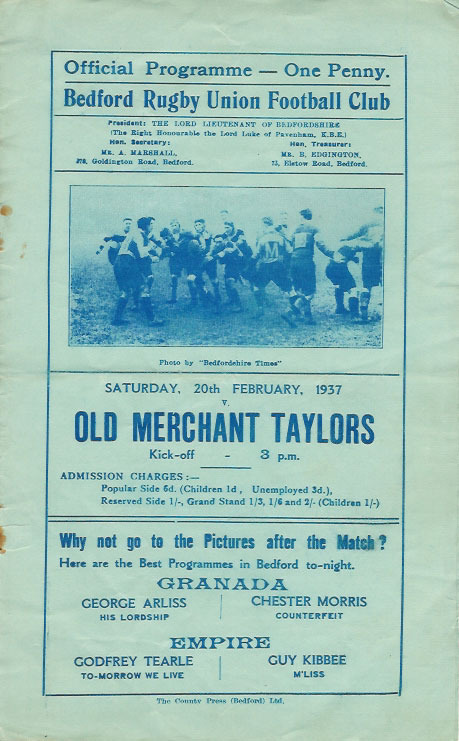 Official Programme — One Penny.
Bedford Rugby Union Football Club
President: THE LORD LIEUTENANT OF BEDFORDSHIRE
(The Right Honourable the Lord Luke of Pavenham, K.B.E.)
Hon. Secretary: Hon. Treasurer:
Mr. A. MARSHALL, Mr. B. EDGINGTON,
Goldington Road, Bedford. Elstow Road, Bedford.
Photo by "Bedfordshire Times"
SATURDAY, 20th FEBRUARY, 1937
v.
OLD MERCHANT TAYLORS
Kick-off - 3 p.m.
ADMISSION CHARGES :—
Popular Side 6d. (Children 1d , Unemployed 3d.),
Reserved Side 1/-, Grand Stand 1/3, 1/6 and 2/- (Children 1/-)
Why not go to the Pictures after the Match ?
Here are the Best Programmes in Bedford to-night.
GRANADA
GEORGE ARLISS CHESTER MORRIS
HIS LORDSHIP COUNTERFEIT
EMPIRE
GODFREY TEARLE GUY KIBBEE
TO-MORROW WE LIVE M'LISS
The County Press (Bedford) Ltd.